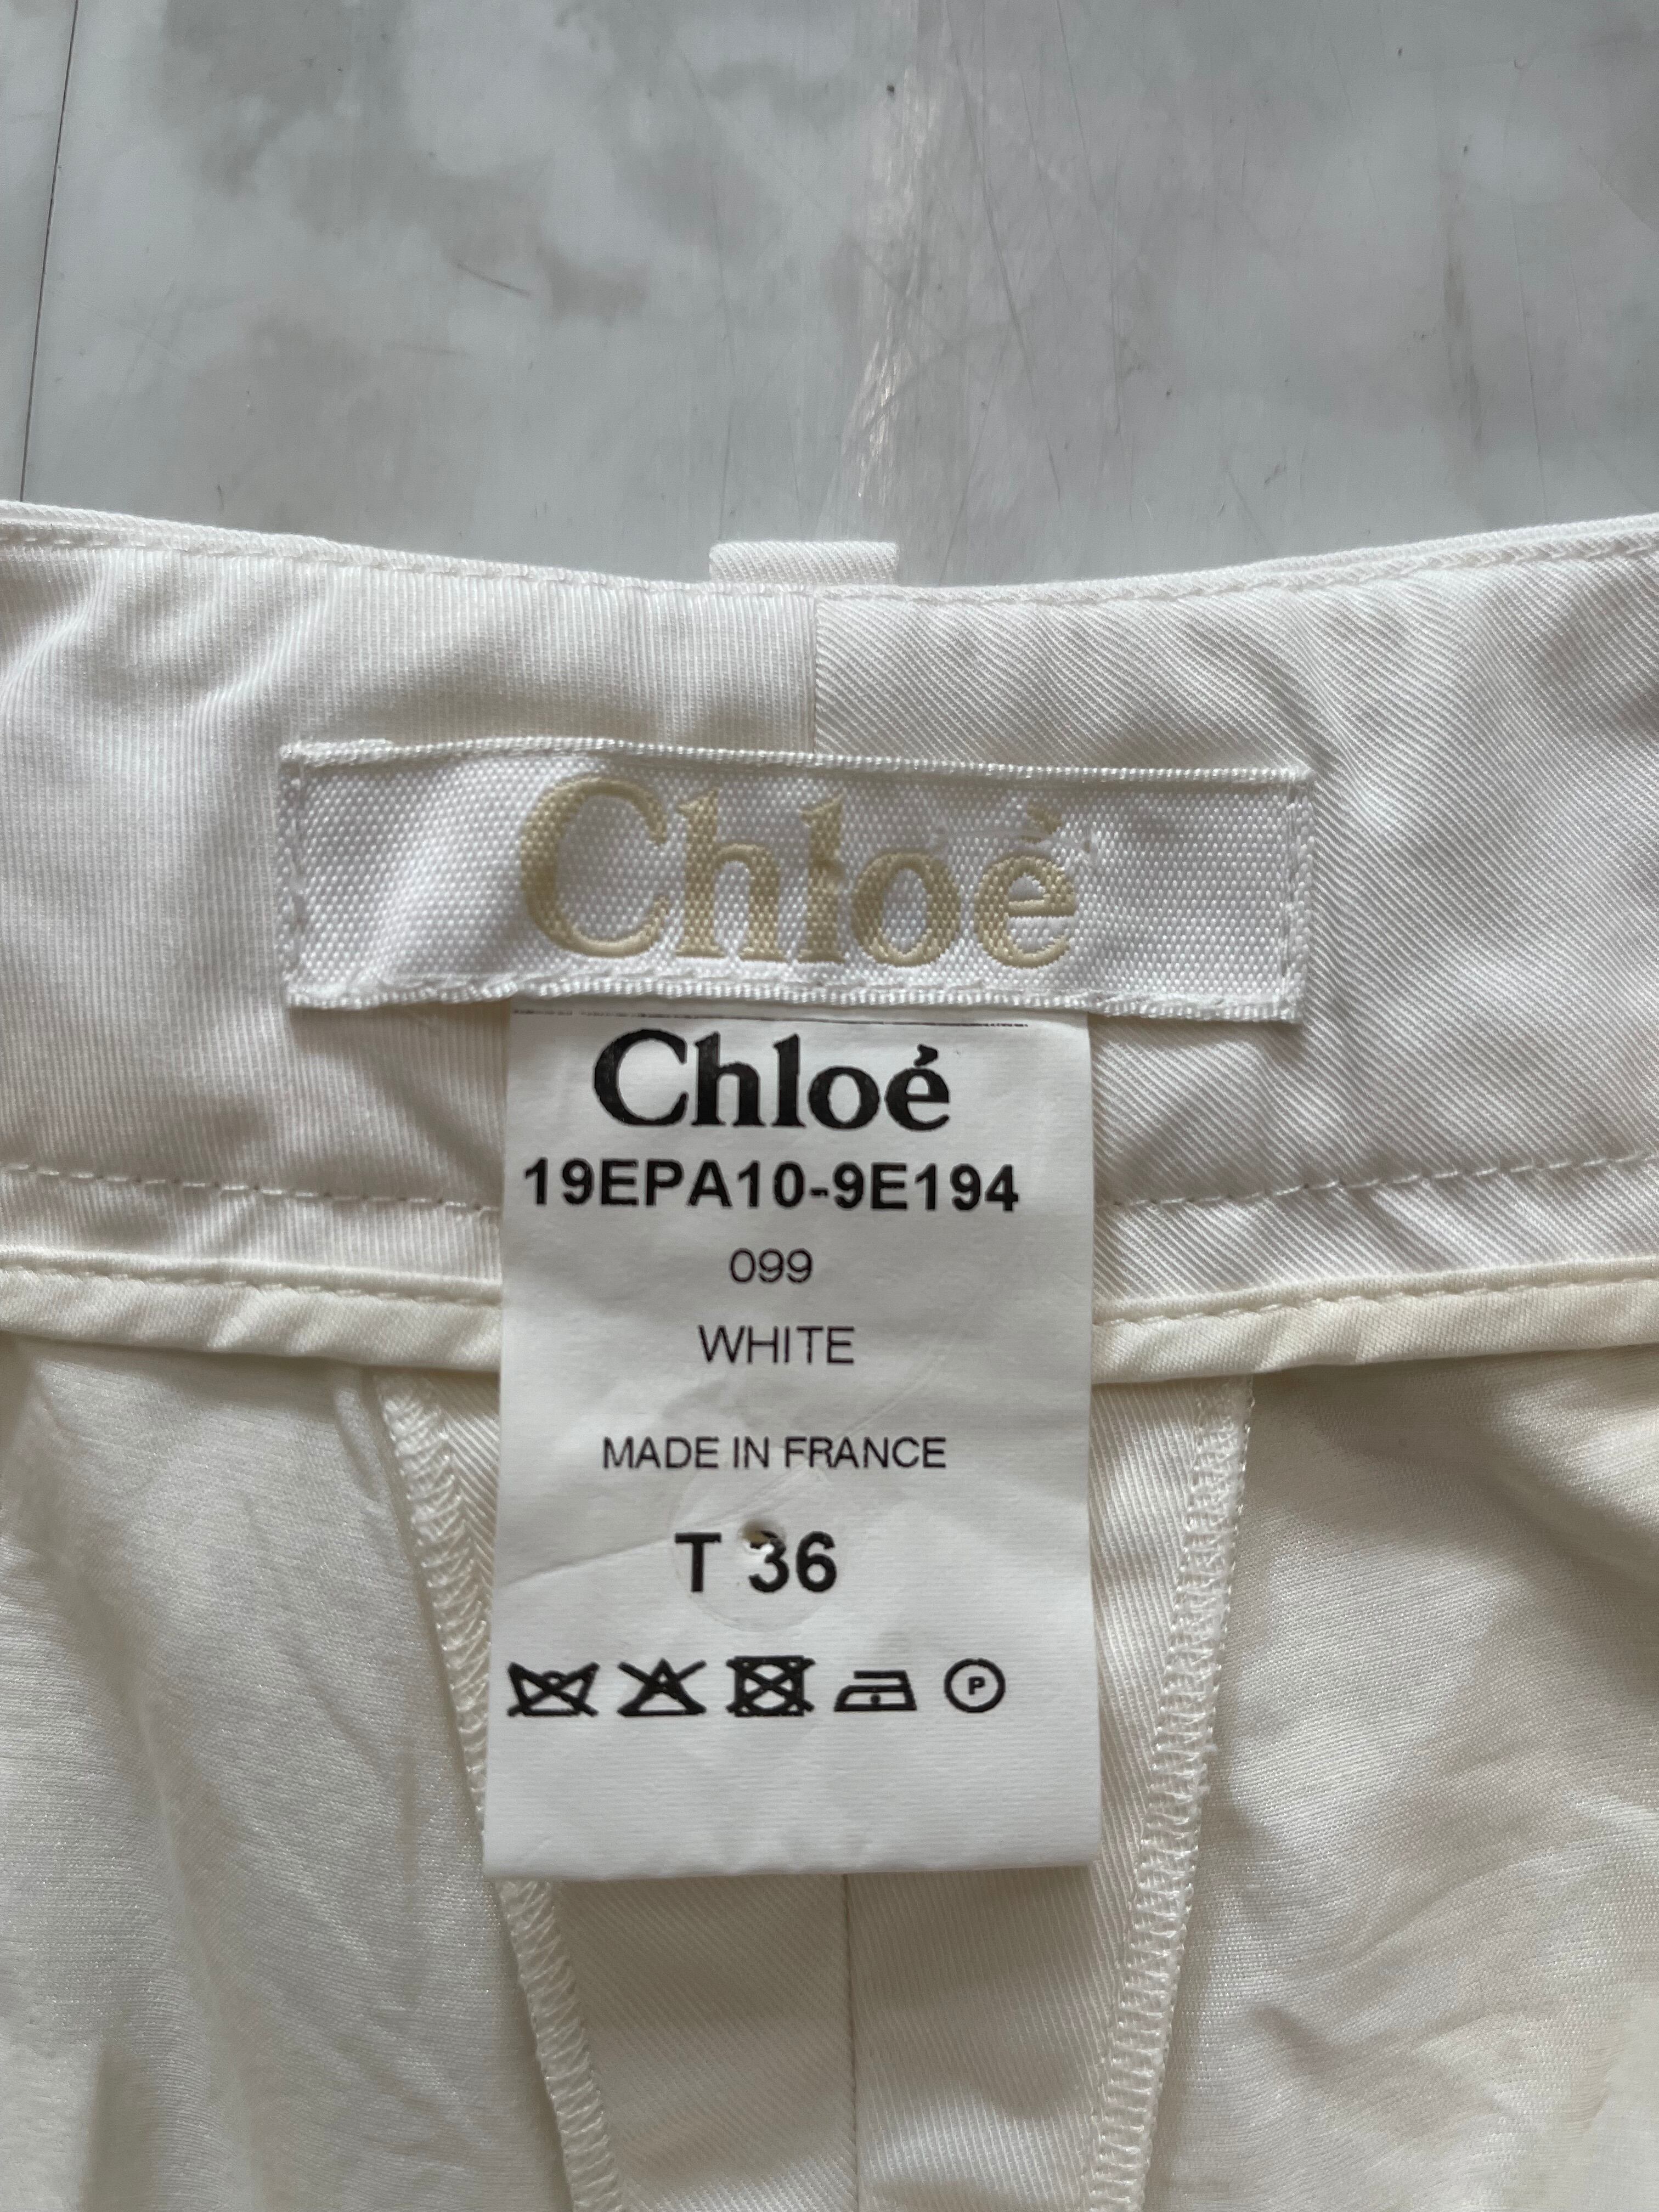 Chloé
Chloé
19EPA10-9E194
099
WHITE
MADE IN FRANCE
T 36
P